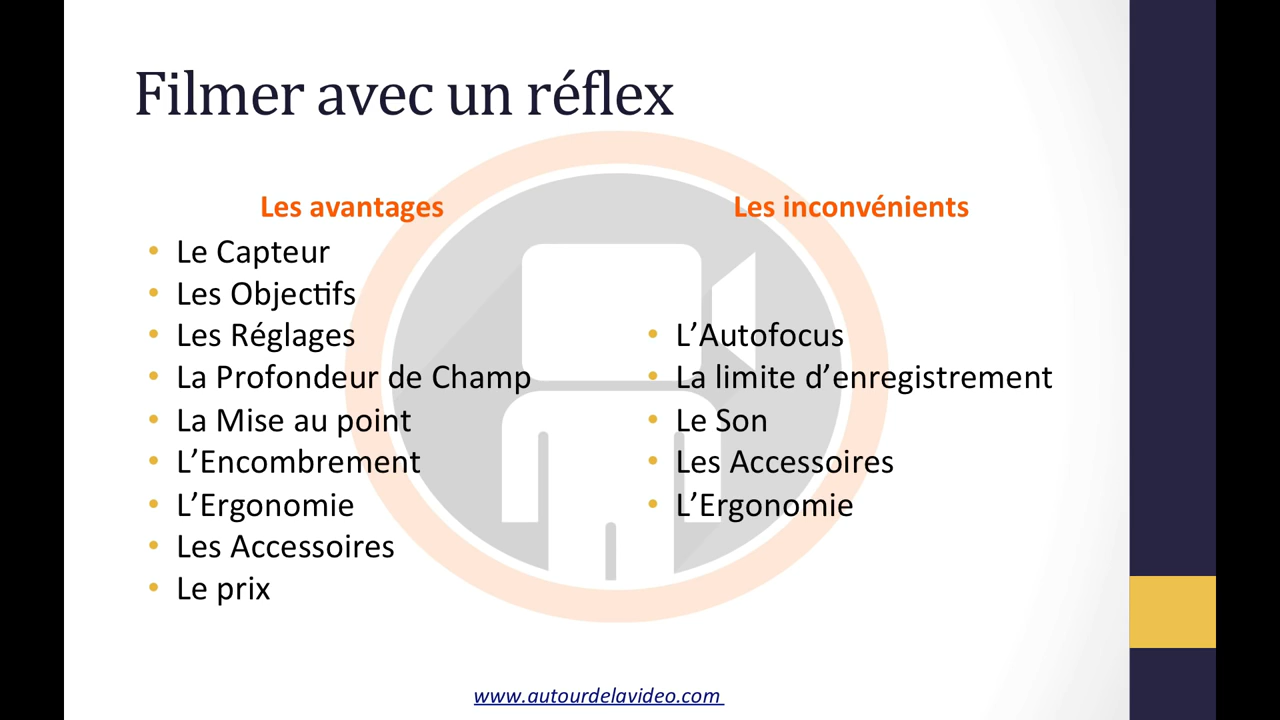 Filmer avec un réflex
Les avantages
• Le Capteur
• Les Objectifs
• Les Réglages
• La Profondeur de Champ
• La Mise au point
• L’Encombrement
• L’Ergonomie
• Les Accessoires
• Le prix
Les inconvénients
• L’Autofocus
• La limite d’enregistrement
• Le Son
• Les Accessoires
• L’Ergonomie
www.autourdelavideo.com